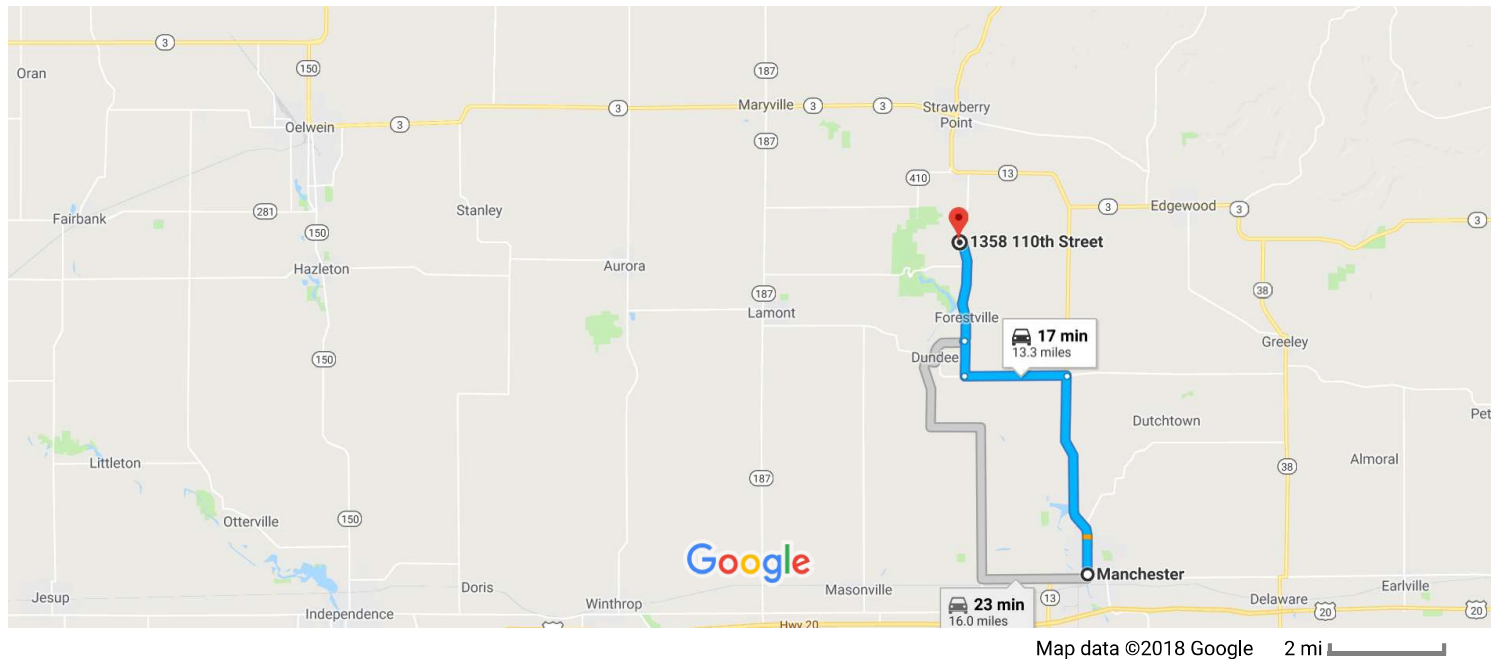 3
150
187
Oran
Maryville
3
3
Strawberry
Point
3
Oelwein
3
187
13
410
Edgewood
3
3
3
Fairbank
281
Stanley
150
1358 110th Street
Hazleton
Aurora
187
Lamont
38
Forestville
17 min
13.3 miles
Greeley
Dundee
150
Dutchtown
Pet
Littleton
Almoral
38
187
Otterville
150
Google
Manchester
Doris
Masonville
Earlville
Jesup
Independence
Winthrop
23 min
16.0 miles
13
Delaware
20
20
Hwy 20
Map data ©2018 Google
2 mi